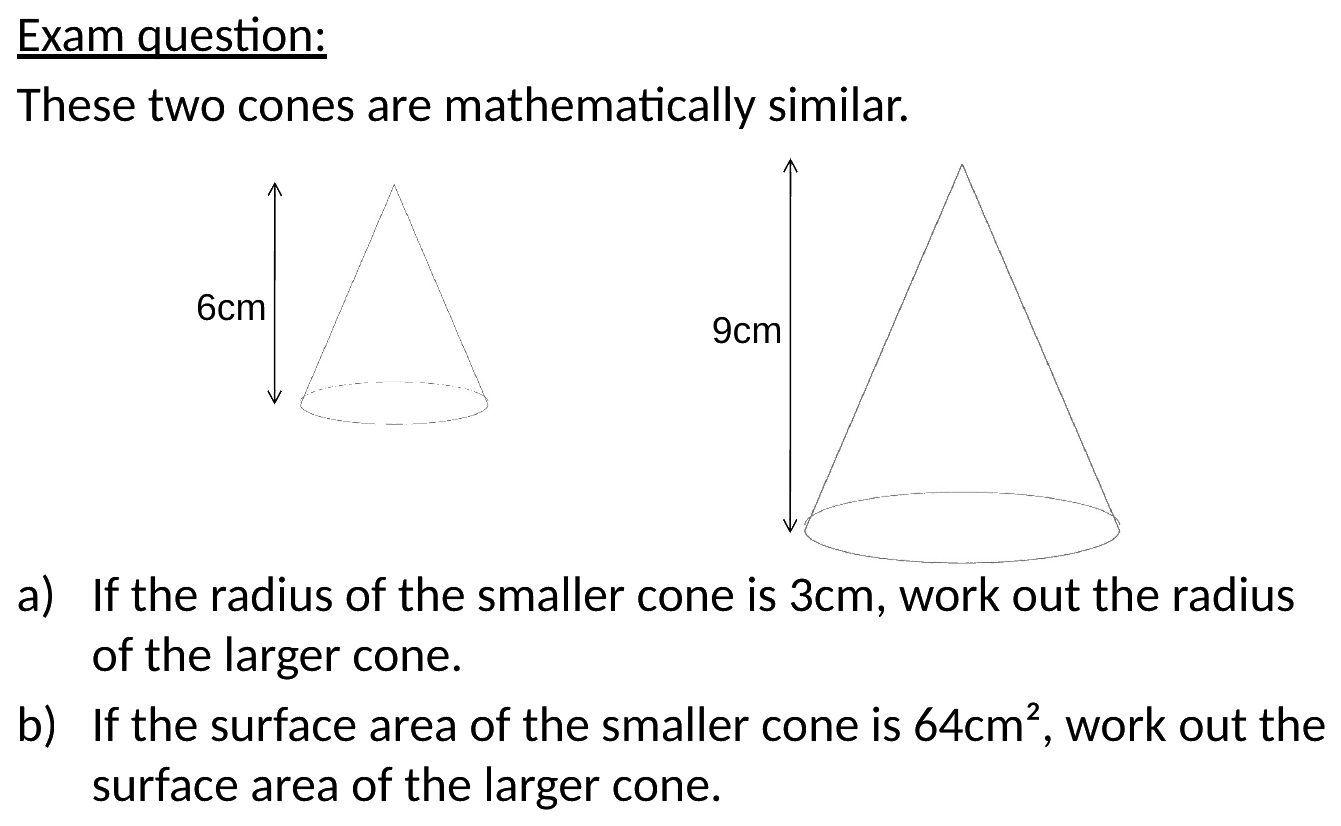 Exam question:
These two cones are mathematically similar.
6cm
9cm
a) If the radius of the smaller cone is 3cm, work out the radius
of the larger cone.
b) If the surface area of the smaller cone is 64cm², work out the
surface area of the larger cone.